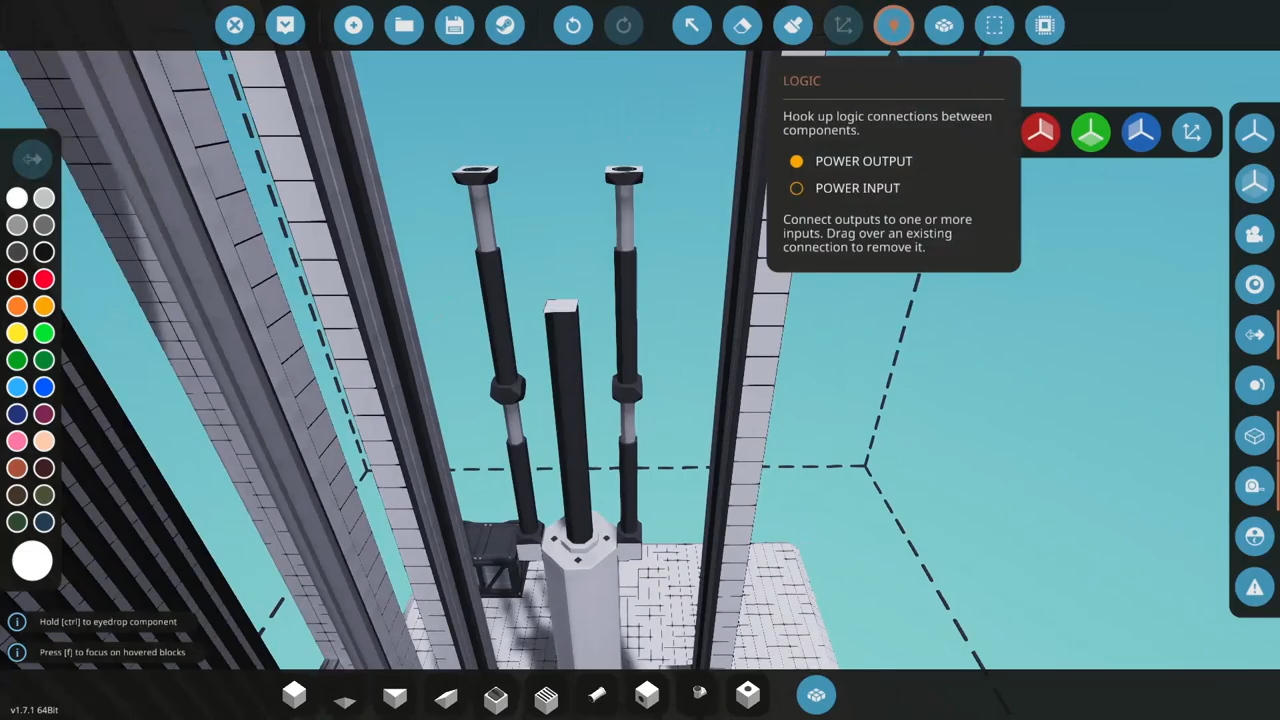 LOGIC
Hook up logic connections between
components.
POWER OUTPUT
POWER INPUT
Connect outputs to one or more
inputs. Drag over an existing
connection to remove it.
Hold [ctrl] to eyedrop component
Press [f] to focus on hovered blocks
v1.7.1 64Bit